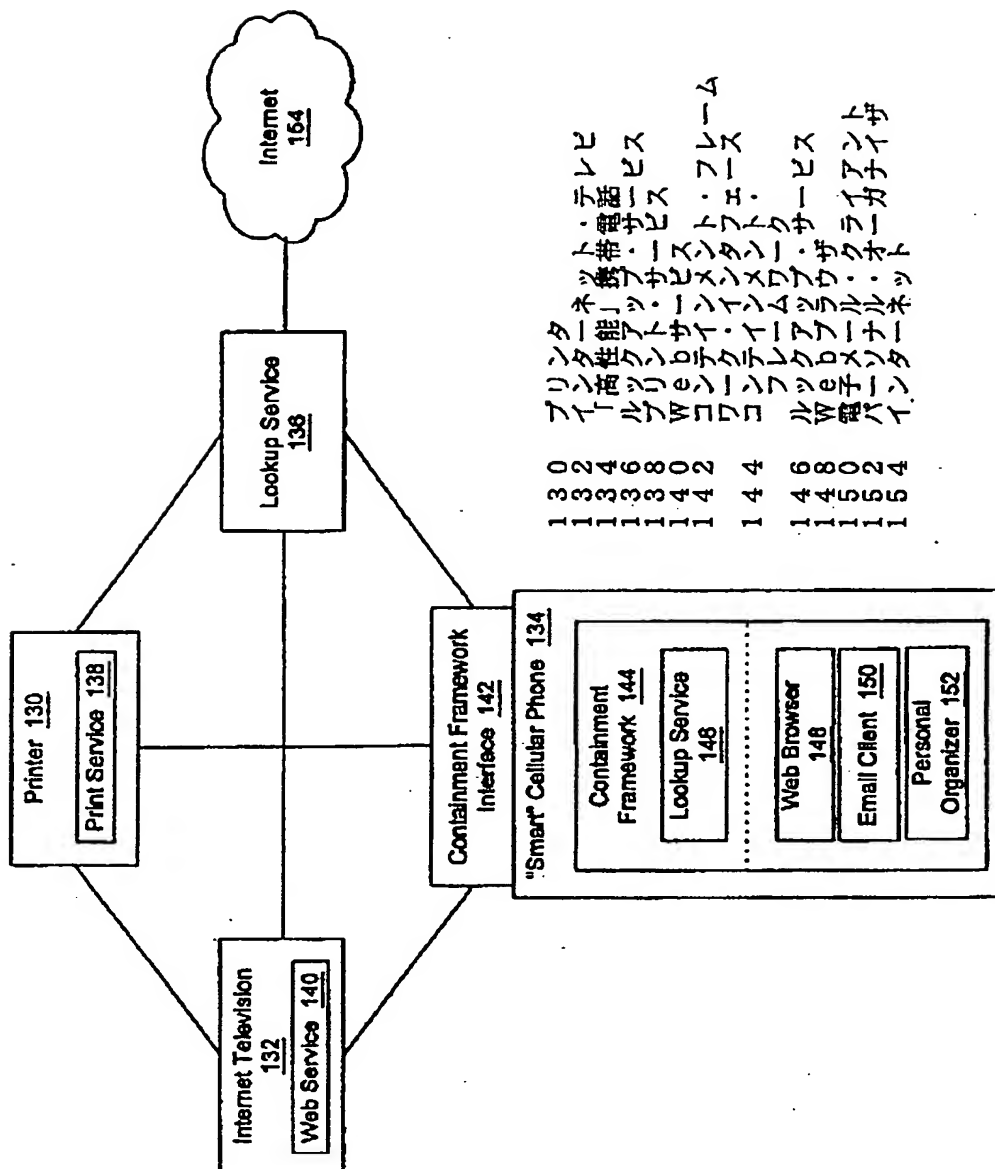 Printer 130
Print Service 138
Internet Television
132
Web Service 140
Lookup Service
136
Internet
154
Containment Framework
Interface 142
"Smart" Cellular Phone 134
Containment
Framework 144
Lookup Service
146
Web Browser
148
Email Client 150
Personal
Organizer 152
130 プリンタ
132 インターネット・テレビ
134 「高性能」携帯電話
136 ルックアップ・サービス
138 プリント・サービス
140 Webサービス
142 コンテインメント・フレーム
ワーク・インタフェース
144 コンテインメント・
フレームワーク
146 ルックアップ・サービス
148 Webブラウザ
150 電子メール・クライアント
152 パーソナル・オーガナイザ
154 インターネット